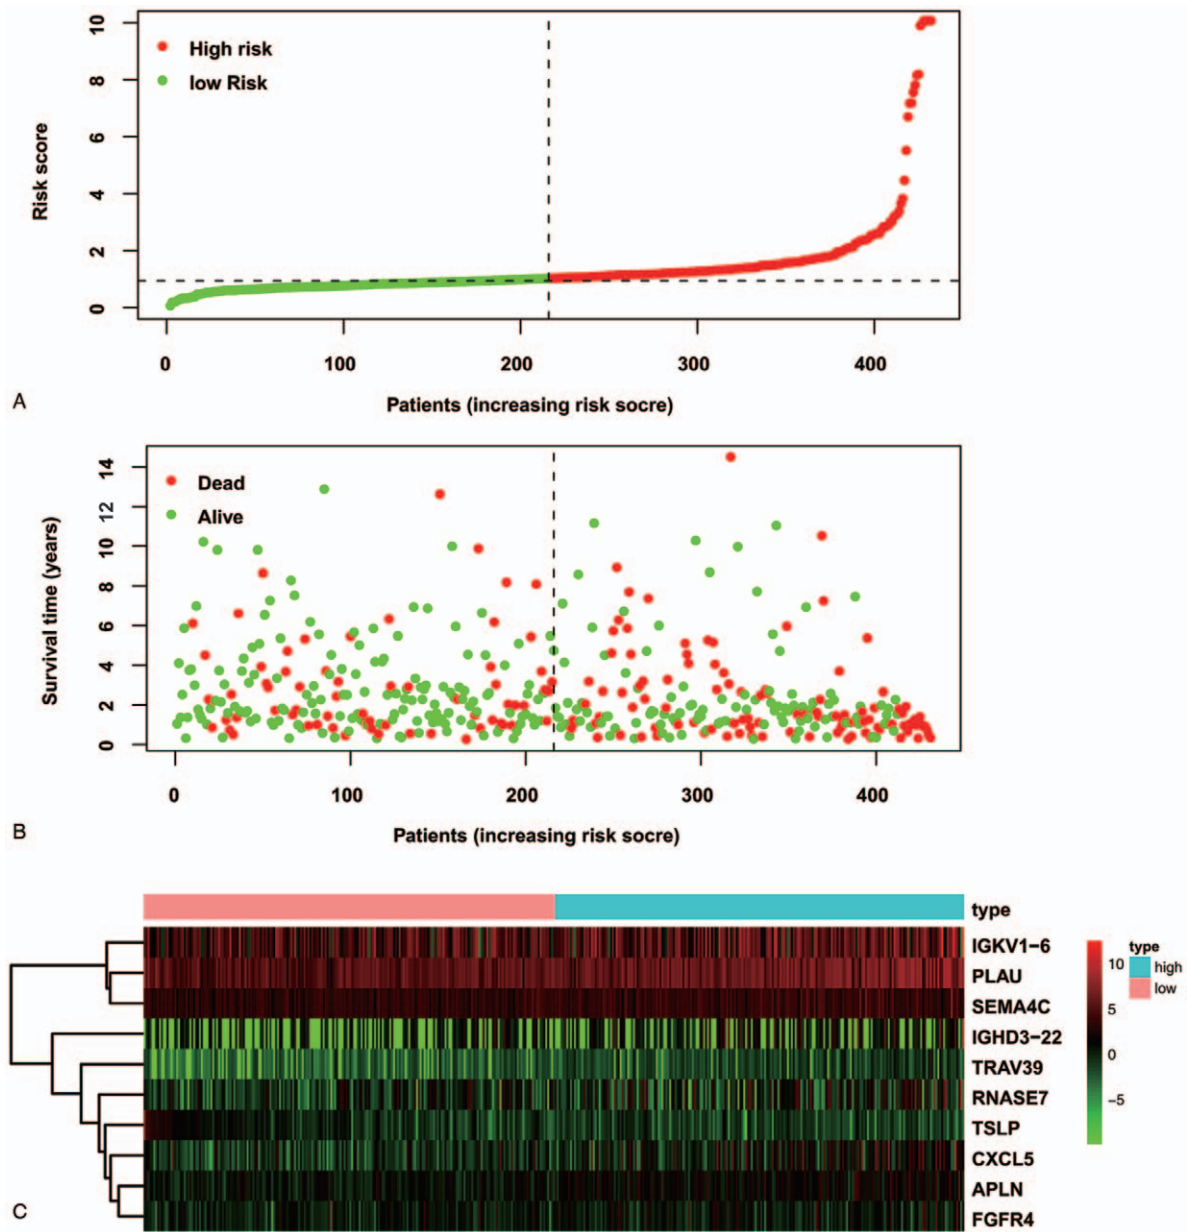 10
8
6
4
2
0
Risk score
High risk
low Risk
0 100 200 300 400
Patients (increasing risk socre)
A
14
12
10
8
6
4
2
0
Survival time (years)
Dead
Alive
0 100 200 300 400
Patients (increasing risk socre)
B
type
IGKV1-6
PLAU
SEMA4C
IGHD3-22
TRAV39
RNASE7
TSLP
CXCL5
APLN
FGFR4
10
5
0
-5
type
high
low
C